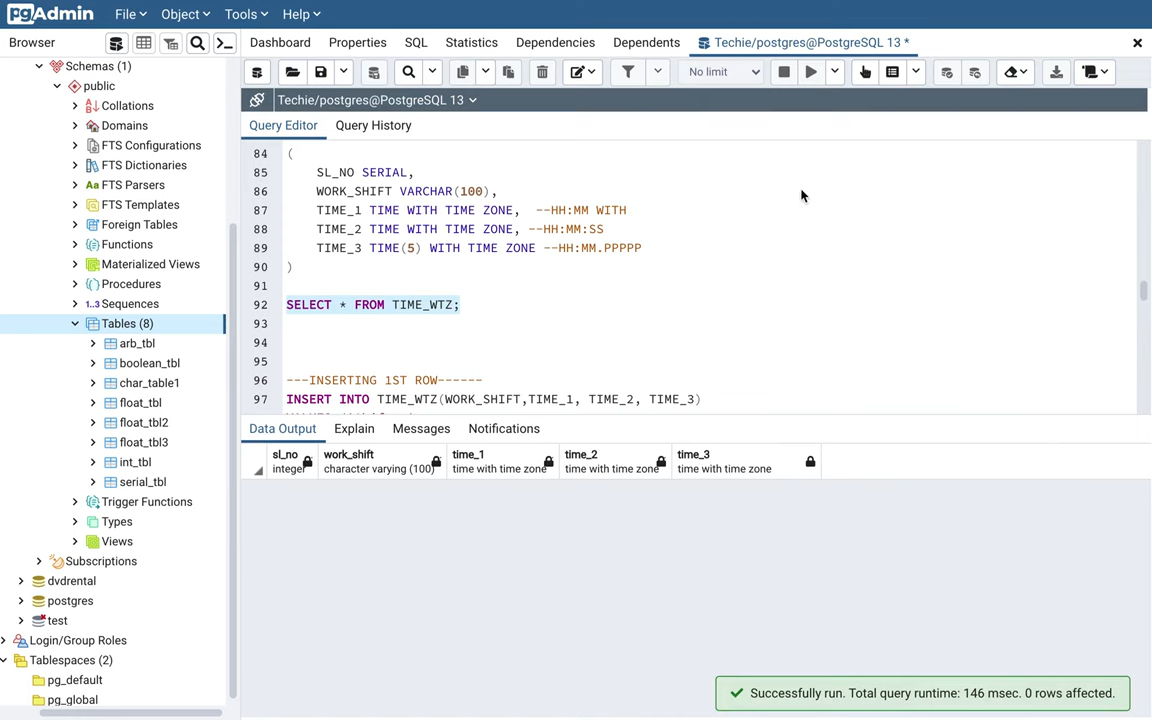 pgAdmin File Object Tools Help
Browser Dashboard Properties SQL Statistics Dependencies Dependents Techie/postgres@PostgreSQL 13 *
Schemas (1)
public
Collations
Domains
FTS Configurations
FTS Dictionaries
FTS Parsers
FTS Templates
Foreign Tables
Functions
Materialized Views
Procedures
1..3 Sequences
Tables (8)
arb_tbl
boolean_tbl
char_table1
float_tbl
float_tbl2
float_tbl3
int_tbl
serial_tbl
Trigger Functions
Types
Views
Subscriptions
dvdrental
postgres
test
Login/Group Roles
Tablespaces (2)
pg_default
pg_global
No limit
Techie/postgres@PostgreSQL 13
Query Editor Query History
84 (
85 SL_NO SERIAL,
86 WORK_SHIFT VARCHAR(100),
87 TIME_1 TIME WITH TIME ZONE, --HH:MM WITH
88 TIME_2 TIME WITH TIME ZONE, --HH:MM:SS
89 TIME_3 TIME(5) WITH TIME ZONE --HH:MM.PPPPP
90 )
91
92 SELECT * FROM TIME_WTZ;
93
94
95
96 ---INSERTING 1ST ROW------
97 INSERT INTO TIME_WTZ(WORK_SHIFT,TIME_1, TIME_2, TIME_3)
Data Output Explain Messages Notifications
sl_no work_shift time_1 time_2 time_3
integer character varying (100) time with time zone time with time zone time with time zone
Successfully run. Total query runtime: 146 msec. 0 rows affected.